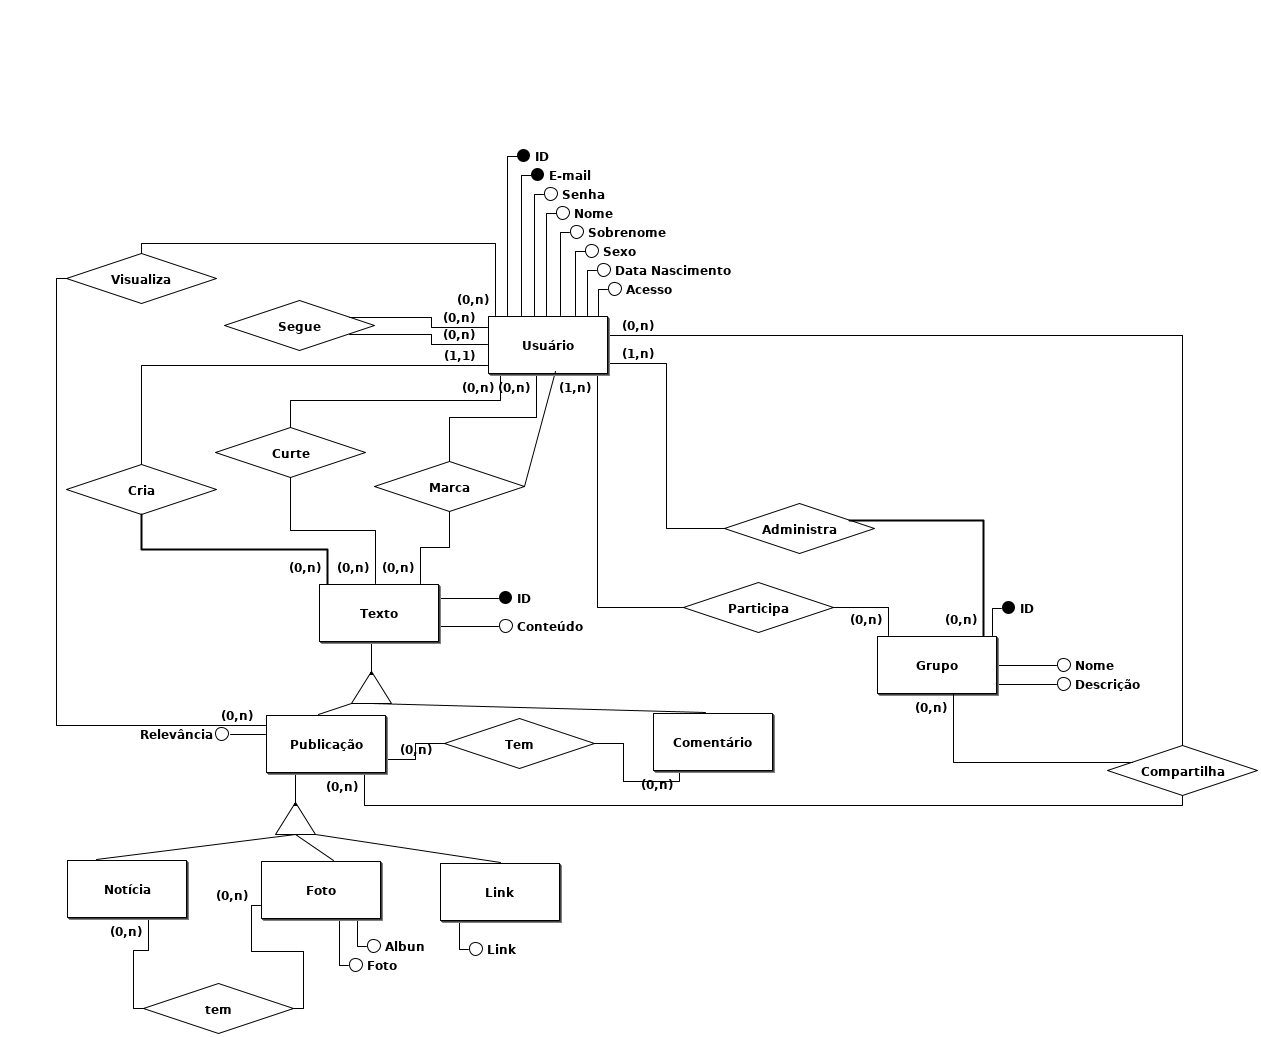 ID
E-mail
Senha
Nome
Sobrenome
Sexo
Data Nascimento
Acesso
Visualiza
(0,n)
(0,n)
Segue
(0,n)
(0,n)
Usuário
(1,1)
(1,n)
(0,n) (0,n)
(1,n)
Curte
Cria
Marca
Administra
(0,n)
(0,n)
(0,n)
Texto
ID
Conteúdo
Participa
(0,n)
(0,n)
ID
Grupo
Nome
Descrição
(0,n)
(0,n)
Relevância
Publicação
(0,n)
Tem
Comentário
(0,n)
(0,n)
Compartilha
Notícia
(0,n)
Foto
Link
(0,n)
Albun
Foto
Link
tem